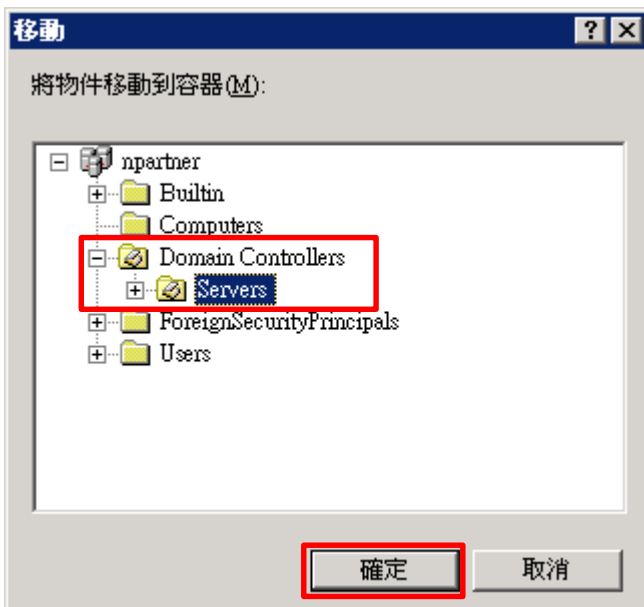 移動
將物件移動到容器(M):
npartner
Builtin
Computers
Domain Controllers
Servers
ForeignSecurityPrincipals
Users
確定
取消